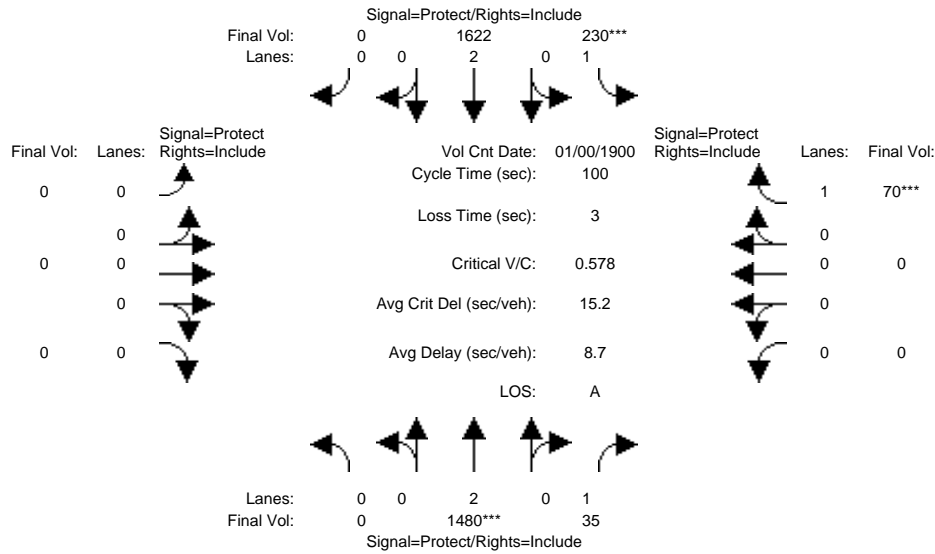 Signal=Protect/Rights=Include
Final Vol: 0 1622 230***
Lanes: 0 0 2 0 1
Signal=Protect
Final Vol: Lanes: Rights=Include
Vol Cnt Date: 01/00/1900
Signal=Protect
Rights=Include Lanes: Final Vol:
Cycle Time (sec): 100
0 0
1 70***
Loss Time (sec): 3
0
0
0 0
Critical V/C: 0.578
0 0
0
Avg Crit Del (sec/veh): 15.2
0
0 0
Avg Delay (sec/veh): 8.7
0 0
LOS: A
Lanes: 0 0 2 0 1
Final Vol: 0 1480*** 35
Signal=Protect/Rights=Include